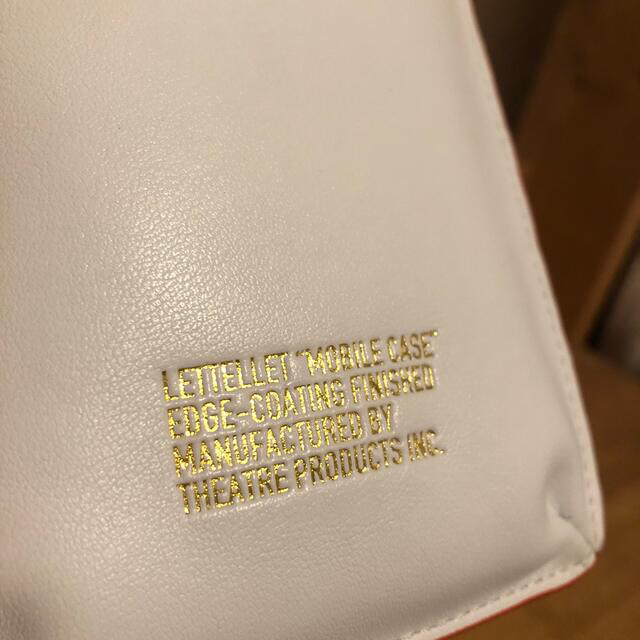 LETTELLET "MOBILE CASE"
EDGE-COATING FINISHED
MANUFACTURED BY
THEATRE PRODUCTS INC.